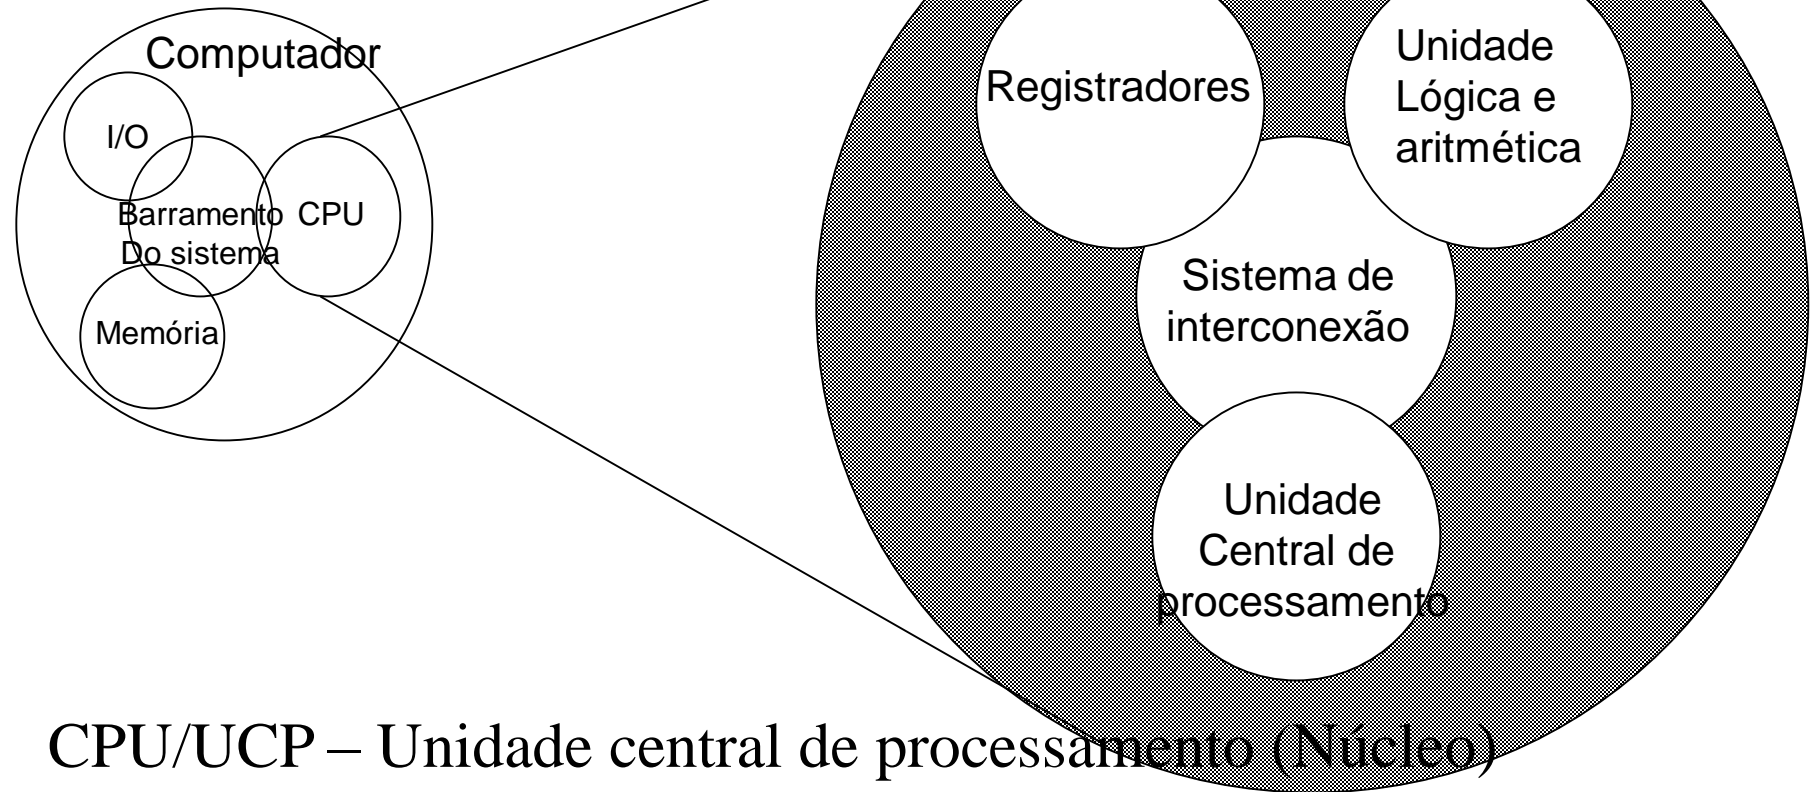 Computador
I/O
Barramento
Do sistema
CPU
Memória
Registradores
Unidade
Lógica e
aritmética
Sistema de
interconexão
Unidade
Central de
processamento
CPU/UCP – Unidade central de processamento (Núcleo)